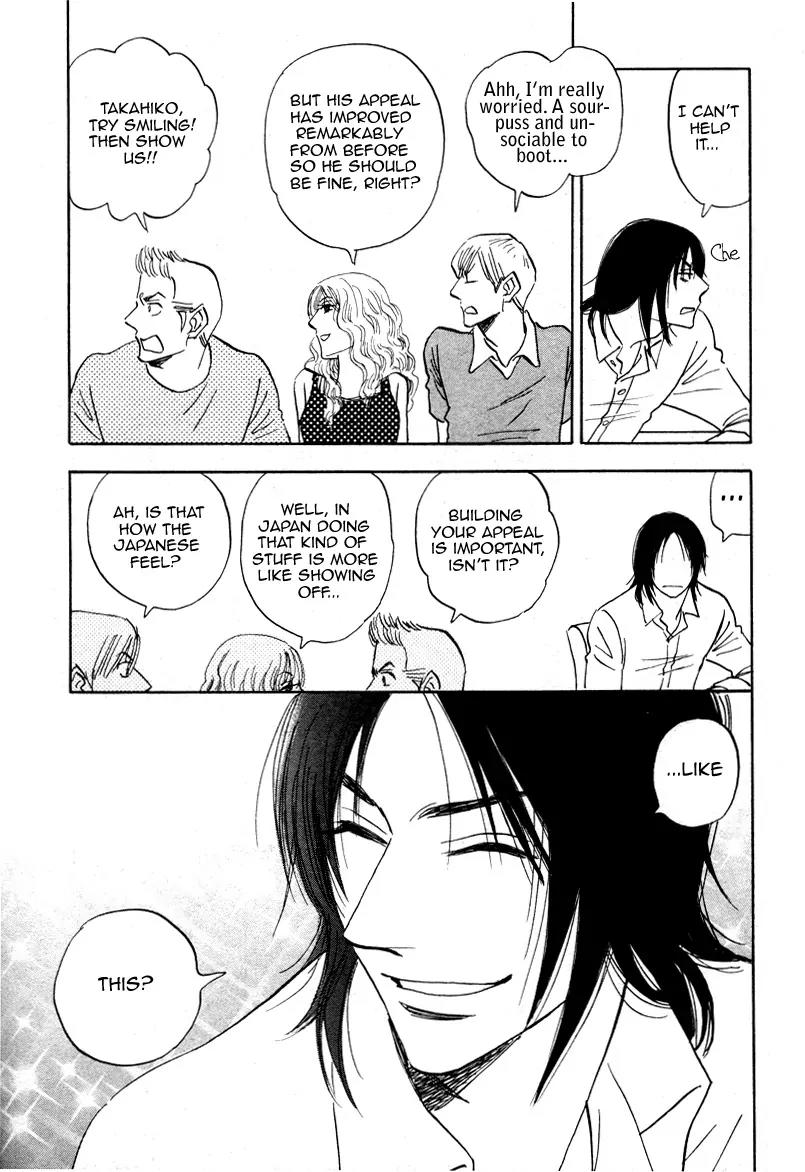 I CAN'T
HELP
IT...
Che
Ahh, I'm really
worried. A sour-
puss and un-
sociable to
boot...
BUT HIS APPEAL
HAS IMPROVED
REMARKABLY
FROM BEFORE
SO HE SHOULD
BE FINE, RIGHT?
TAKAHIKO,
TRY SMILING!
THEN SHOW
US!!
...
BUILDING
YOUR APPEAL
IS IMPORTANT,
ISN'T IT?
WELL, IN
JAPAN DOING
THAT KIND OF
STUFF IS MORE
LIKE SHOWING
OFF...
AH, IS THAT
HOW THE
JAPANESE
FEEL?
...LIKE
THIS?